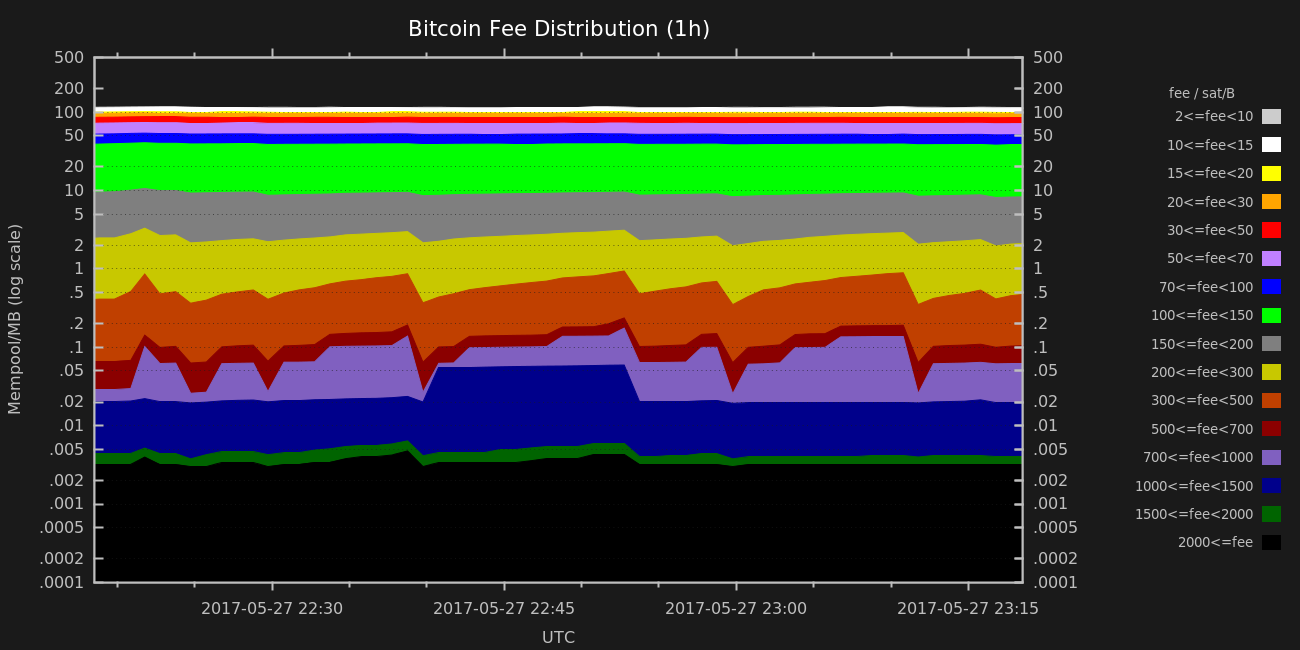 Bitcoin Fee Distribution (1h)
500
200
100
50
20
10
5
2
1
.5
.2
.1
.05
.02
.01
.005
.002
.001
.0005
.0002
.0001
Mempool/MB (log scale)
500
200
100
50
20
10
5
2
1
.5
.2
.1
.05
.02
.01
.005
.002
.001
.0005
.0002
.0001
2017-05-27 22:30
2017-05-27 22:45
2017-05-27 23:00
2017-05-27 23:15
UTC
fee / sat/B
2<=fee<10
10<=fee<15
15<=fee<20
20<=fee<30
30<=fee<50
50<=fee<70
70<=fee<100
100<=fee<150
150<=fee<200
200<=fee<300
300<=fee<500
500<=fee<700
700<=fee<1000
1000<=fee<1500
1500<=fee<2000
2000<=fee